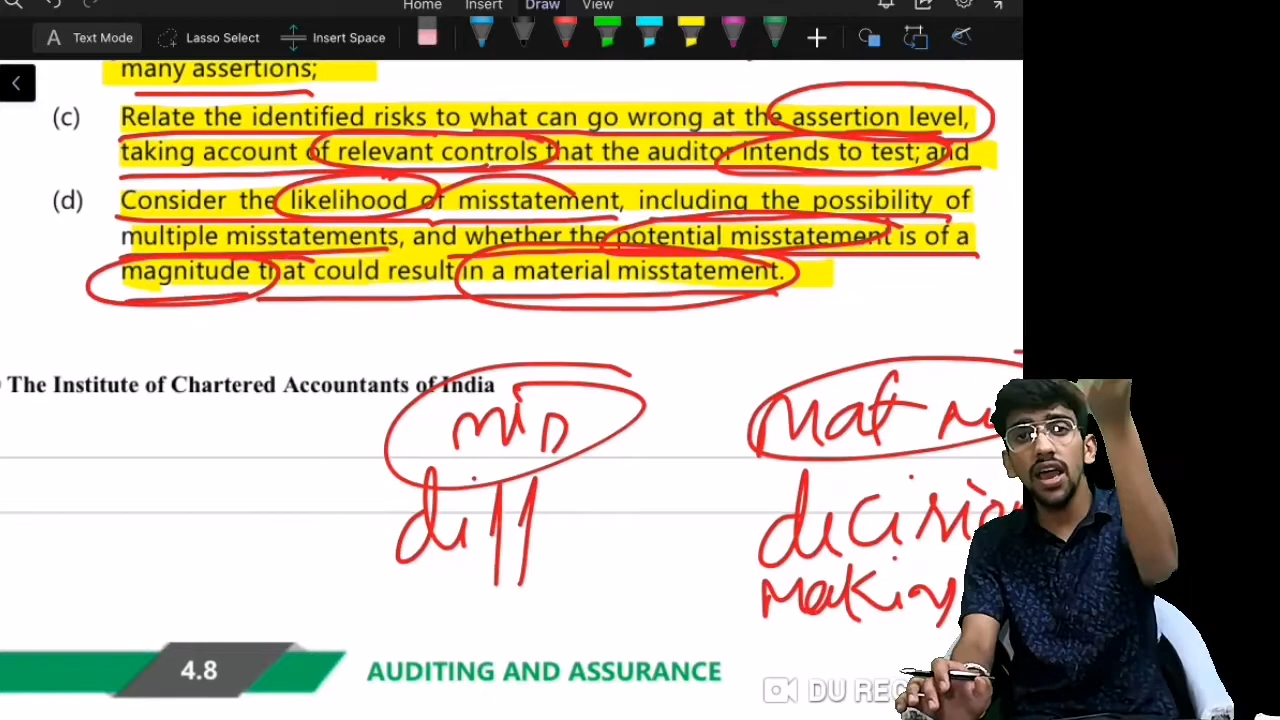 Home Insert Draw View
Text Mode Lasso Select Insert Space
many assertions;
(c) Relate the identified risks to what can go wrong at the assertion level,
taking account of relevant controls that the auditor intends to test; and
(d) Consider the likelihood of misstatement, including the possibility of
multiple misstatements, and whether the potential misstatement is of a
magnitude that could result in a material misstatement.
The Institute of Chartered Accountants of India
mis
mat
diff
decision
making
4.8 AUDITING AND ASSURANCE
DU REC